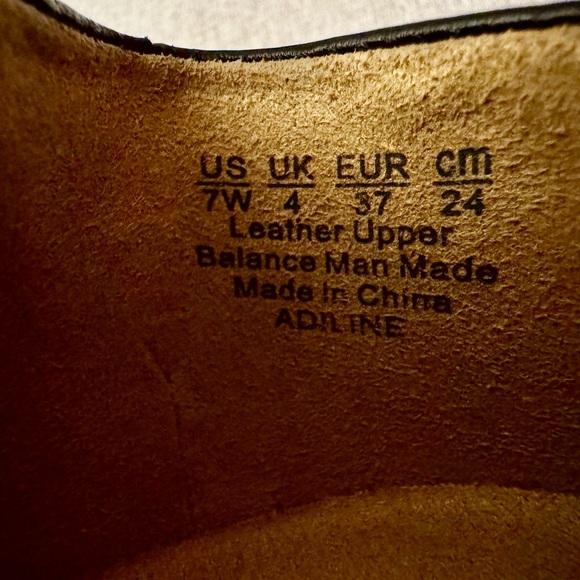 US UK EUR cm
7W 4 37 24
Leather Upper
Balance Man Made
Made in China
ADILINE